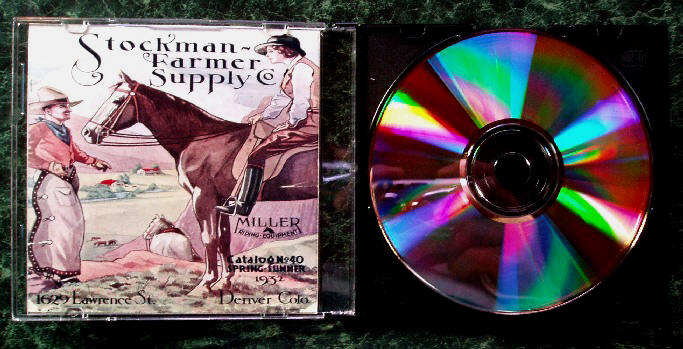 Stockman~
Farmer
Supply Co
MILLER
RIDING-EQUIPMENT
Catalog No 40
SPRING-SUMMER
1932
1629 Lawrence St. Denver Colo.